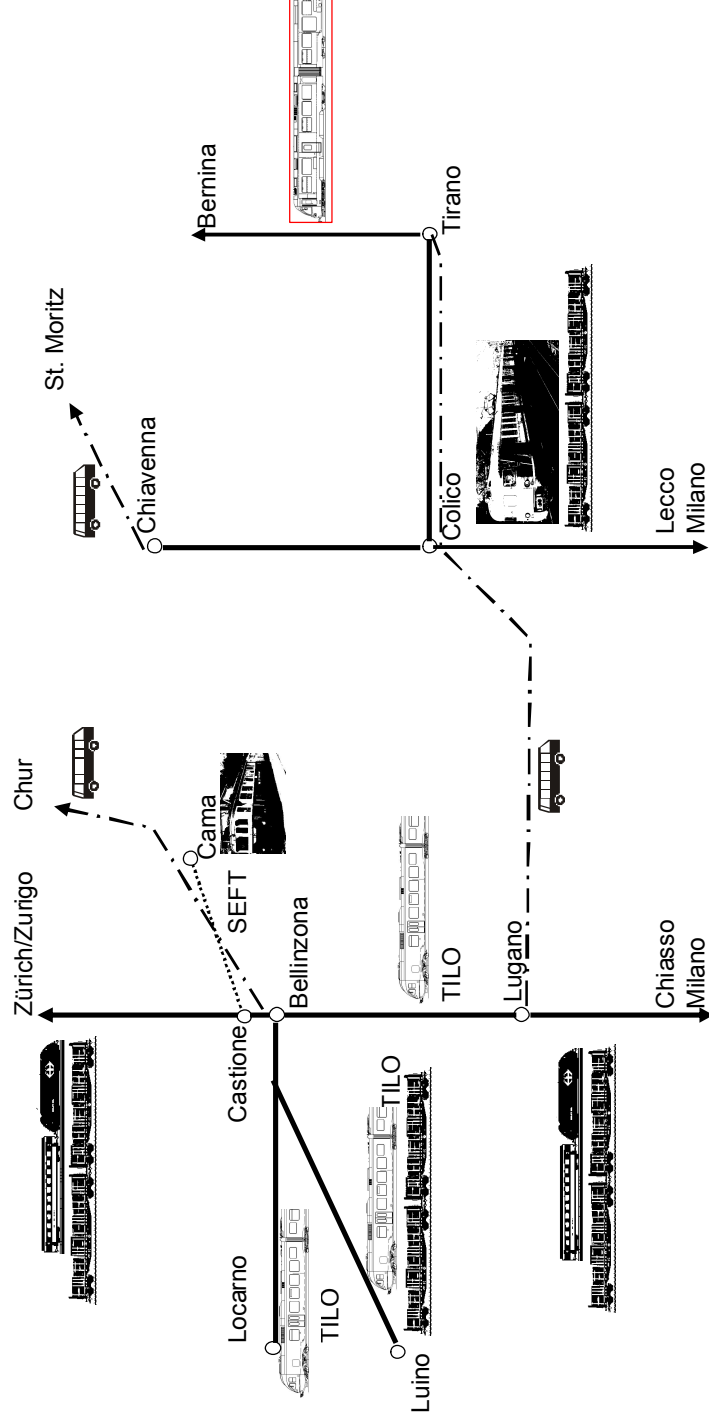 Zürich/Zurigo
Chur
St. Moritz
Bernina
Castione
SEFT
Cama
Chiavenna
Locarno
Bellinzona
TILO
Luino
TILO
TILO
Lugano
Colico
Tirano
Chiasso
Milano
Lecco
Milano